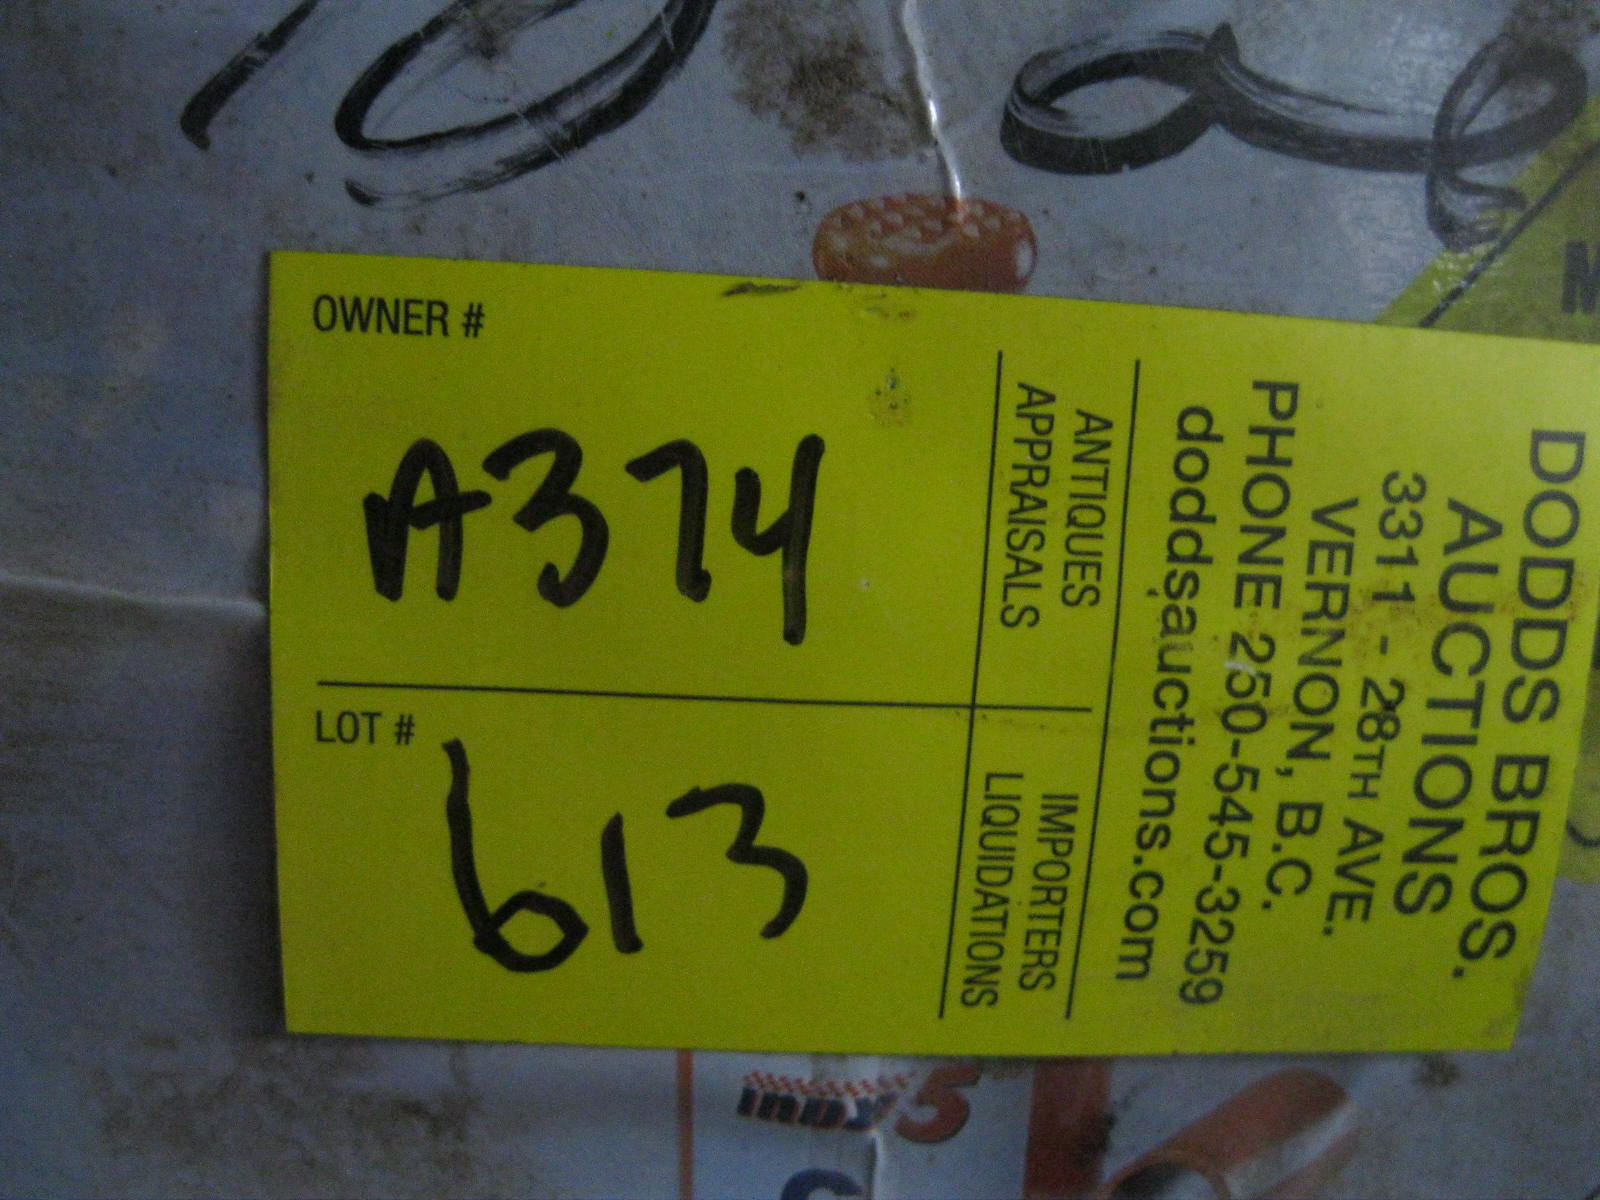 DODDS BROS.
AUCTIONS
3311 - 28TH AVE.
VERNON, B.C.
PHONE 250-545-3259
doddsauctions.com
ANTIQUES
APPRAISALS
IMPORTERS
LIQUIDATIONS
OWNER #
A374
LOT #
613